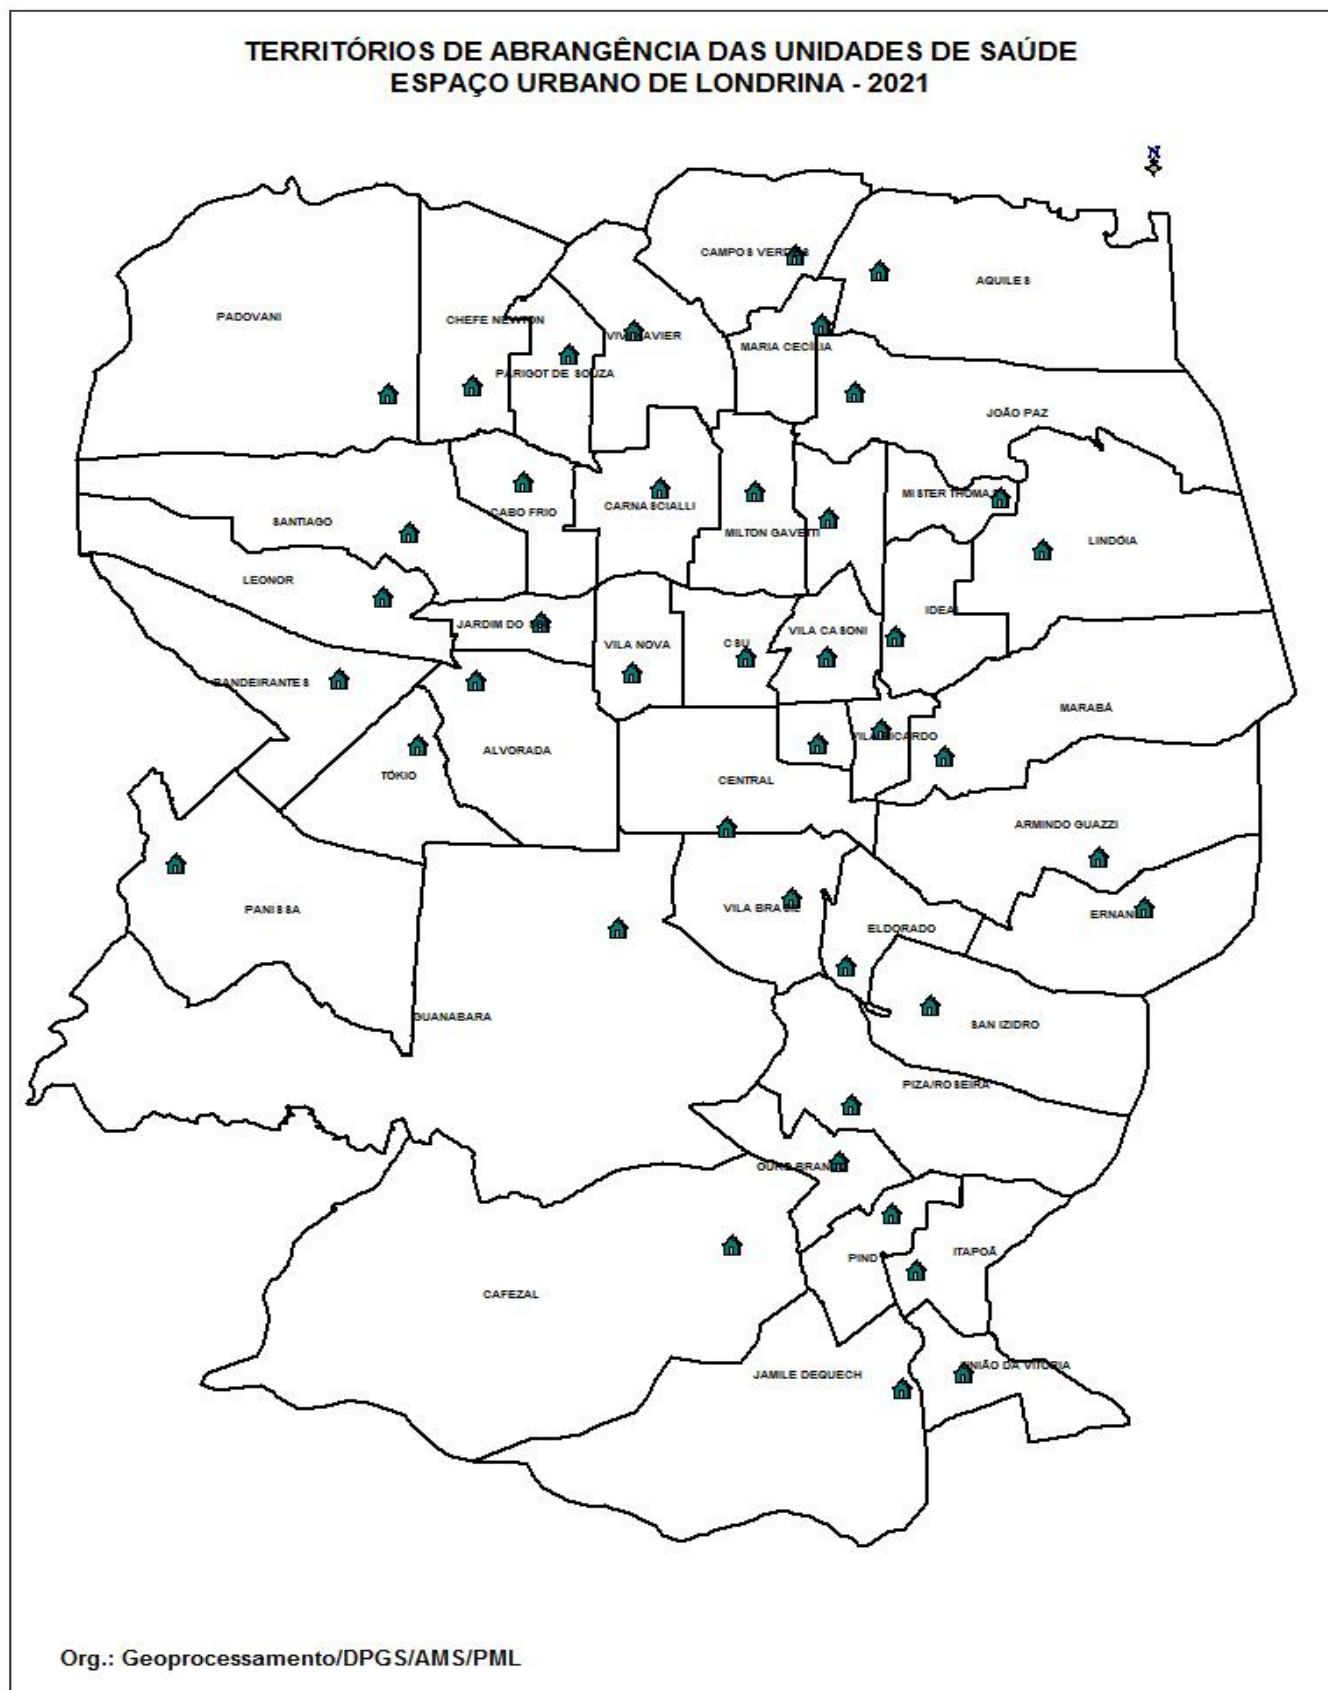 TERRITÓRIOS DE ABRANGÊNCIA DAS UNIDADES DE SAÚDE
ESPAÇO URBANO DE LONDRINA - 2021
N
CAMPOS VERDES
AQUILES
PADOVANI
CHEFE NEWTON
VIVI XAVIER
MARIA CECÍLIA
PARIGOT DE SOUZA
JOÃO PAZ
MISTER THOMAZ
CARNASCIALLI
CABO FRIO
SANTIAGO
MILTON GAVETTI
LINDÓIA
LEONOR
IDEAL
JARDIM DO
VILA CASONI
VILA NOVA
CSU
BANDEIRANTES
MARABÁ
VILA RICARDO
ALVORADA
TÓKIO
CENTRAL
ARMINDO GUAZZI
PANISSA
VILA BRASIL
ERNANI
ELDORADO
GUANABARA
SAN IZIDRO
PIZA/ROSEIRA
OURO BRANCO
ITAPOÃ
PIND
CAFEZAL
UNIÃO DA VITÓRIA
JAMILE DEQUECH
Org.: Geoprocessamento/DPGS/AMS/PML